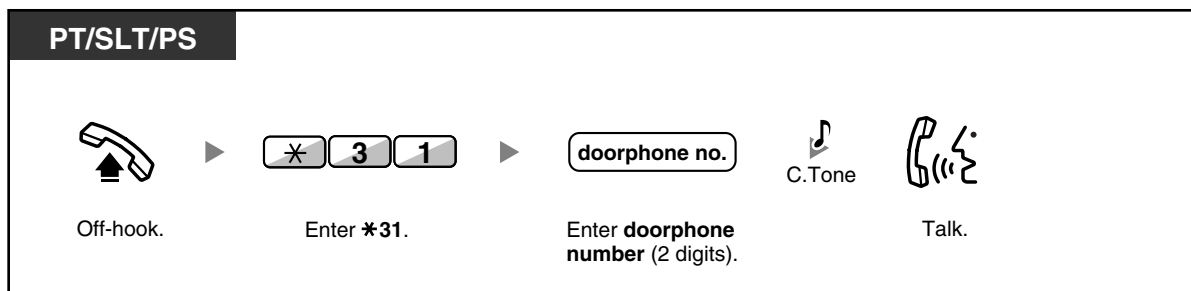 PT/SLT/PS
✳ 3 1
doorphone no.
C.Tone
Off-hook.
Enter ✳31.
Enter doorphone
number (2 digits).
Talk.